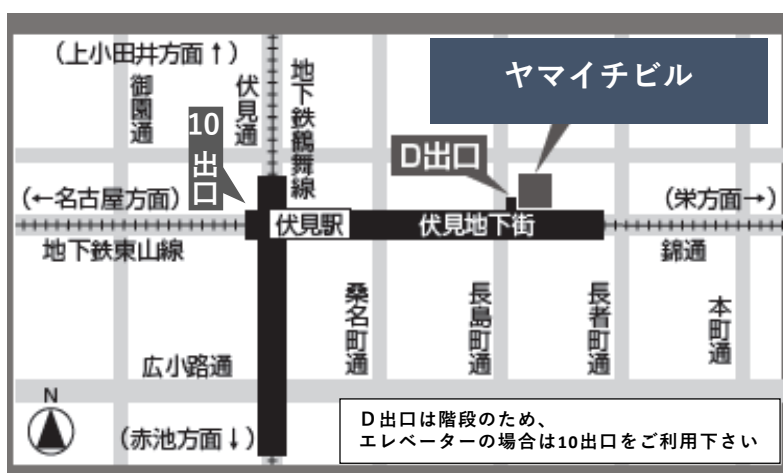 (上小田井方面↑)
御園通
伏見通
地下鉄鶴舞線
ヤマイチビル
10出口
D出口
(←名古屋方面)
(栄方面→)
伏見駅
伏見地下街
地下鉄東山線
錦通
桑名町通
長島町通
長者町通
本町通
広小路通
N
(赤池方面↓)
D出口は階段のため、
エレベーターの場合は10出口をご利用下さい